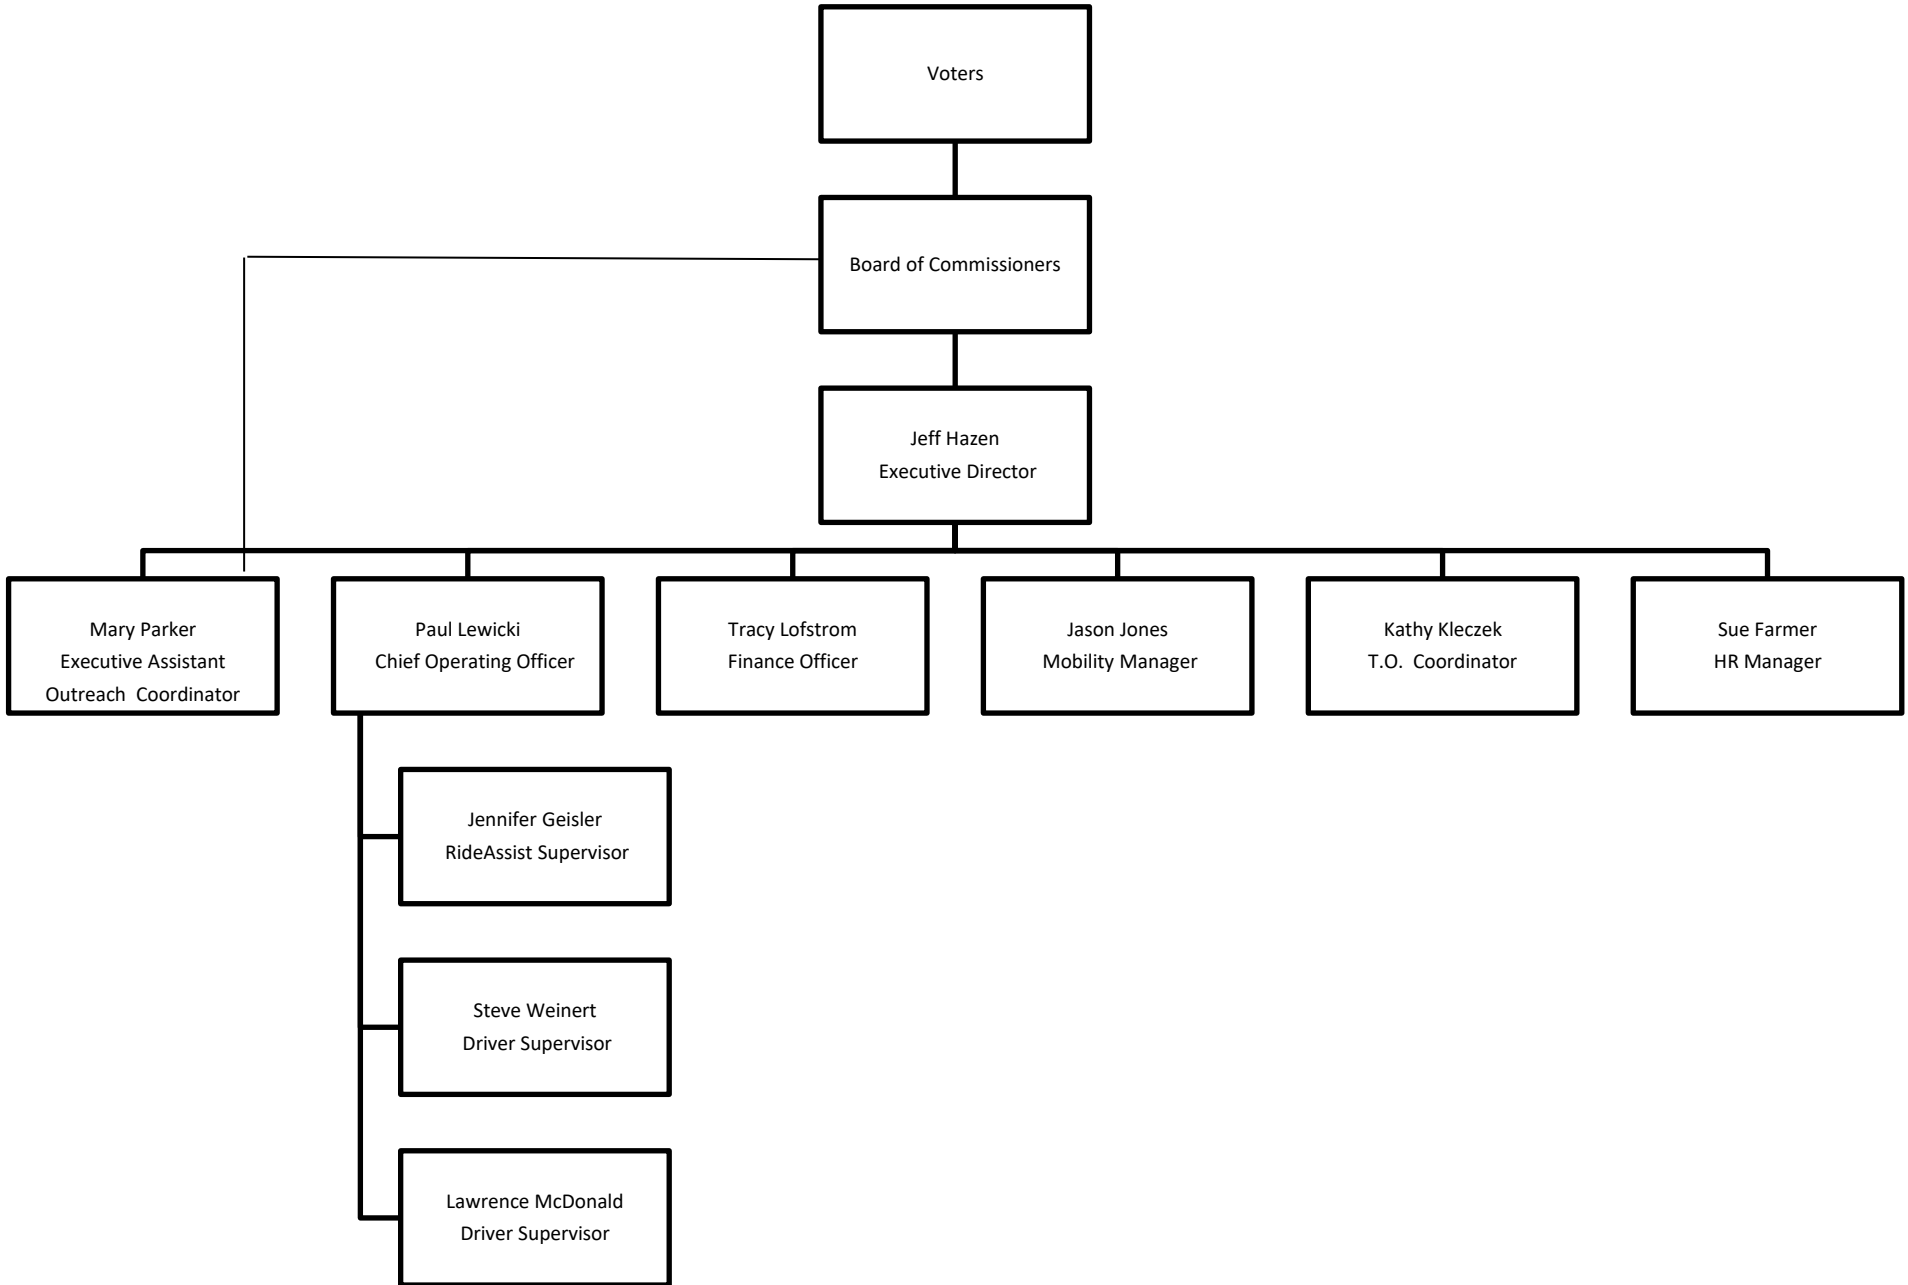 Voters
Board of Commissioners
Jeff Hazen
Executive Director
Mary Parker
Executive Assistant
Outreach  Coordinator
Paul Lewicki
Chief Operating Officer
Tracy Lofstrom
Finance Officer
Jason Jones
Mobility Manager
Kathy Kleczek
T.O.  Coordinator
Sue Farmer
HR Manager
Jennifer Geisler
RideAssist Supervisor
Steve Weinert
Driver Supervisor
Lawrence McDonald
Driver Supervisor